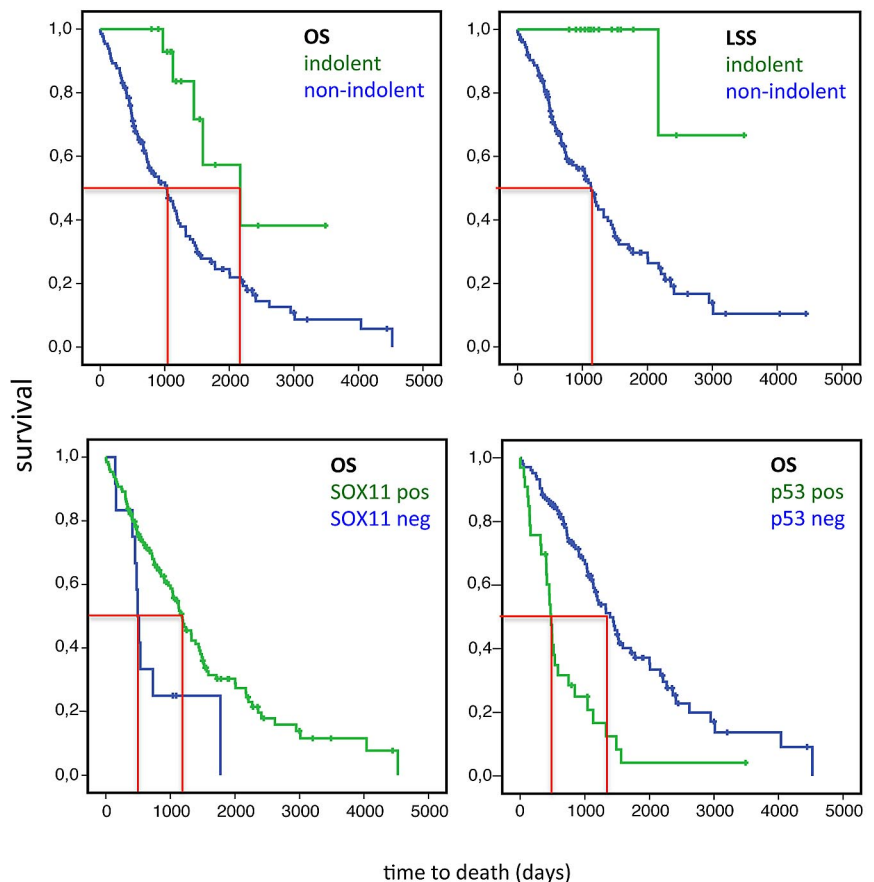 OS
indolent
non-indolent
1,0
0,8
0,6
0,4
0,2
0,0
0 1000 2000 3000 4000 5000
LSS
indolent
non-indolent
1,0
0,8
0,6
0,4
0,2
0,0
0 1000 2000 3000 4000 5000
survival
OS
SOX11 pos
SOX11 neg
1,0
0,8
0,6
0,4
0,2
0,0
0 1000 2000 3000 4000 5000
OS
p53 pos
p53 neg
1,0
0,8
0,6
0,4
0,2
0,0
0 1000 2000 3000 4000 5000
time to death (days)